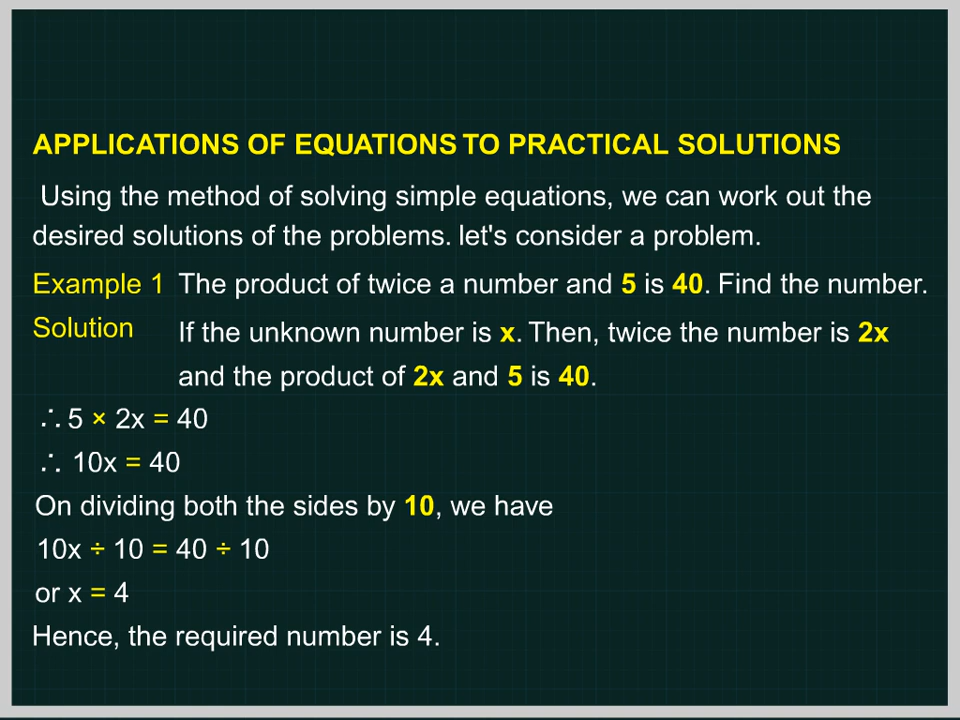 APPLICATIONS OF EQUATIONS TO PRACTICAL SOLUTIONS
Using the method of solving simple equations, we can work out the
desired solutions of the problems. let's consider a problem.
Example 1 The product of twice a number and 5 is 40. Find the number.
Solution If the unknown number is x. Then, twice the number is 2x
and the product of 2x and 5 is 40.
∴ 5 × 2x = 40
∴ 10x = 40
On dividing both the sides by 10, we have
10x ÷ 10 = 40 ÷ 10
or x = 4
Hence, the required number is 4.